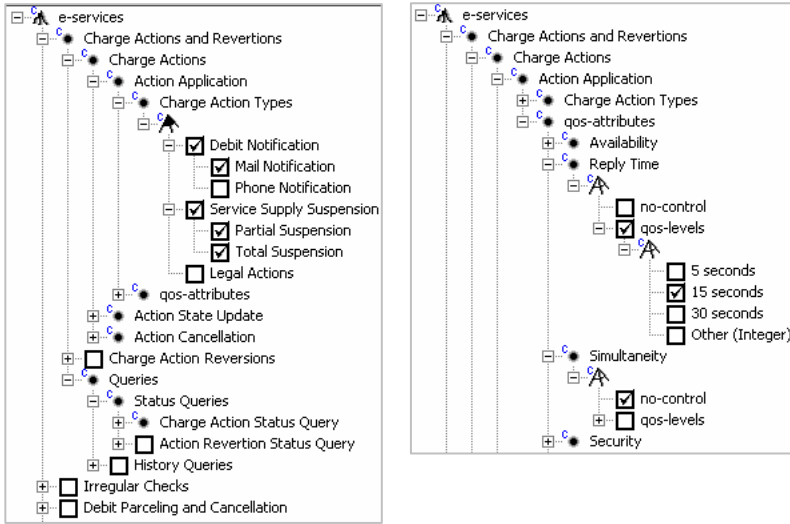 e-services
Charge Actions and Revertions
Charge Actions
Action Application
Charge Action Types
Debit Notification
Mail Notification
Phone Notification
Service Supply Suspension
Partial Suspension
Total Suspension
Legal Actions
qos-attributes
Action State Update
Action Cancellation
Charge Action Reversions
Queries
Status Queries
Charge Action Status Query
Action Revertion Status Query
History Queries
Irregular Checks
Debit Parceling and Cancellation
e-services
Charge Actions and Revertions
Charge Actions
Action Application
Charge Action Types
qos-attributes
Availability
Reply Time
no-control
qos-levels
5 seconds
15 seconds
30 seconds
Other (Integer)
Simultaneity
no-control
qos-levels
Security